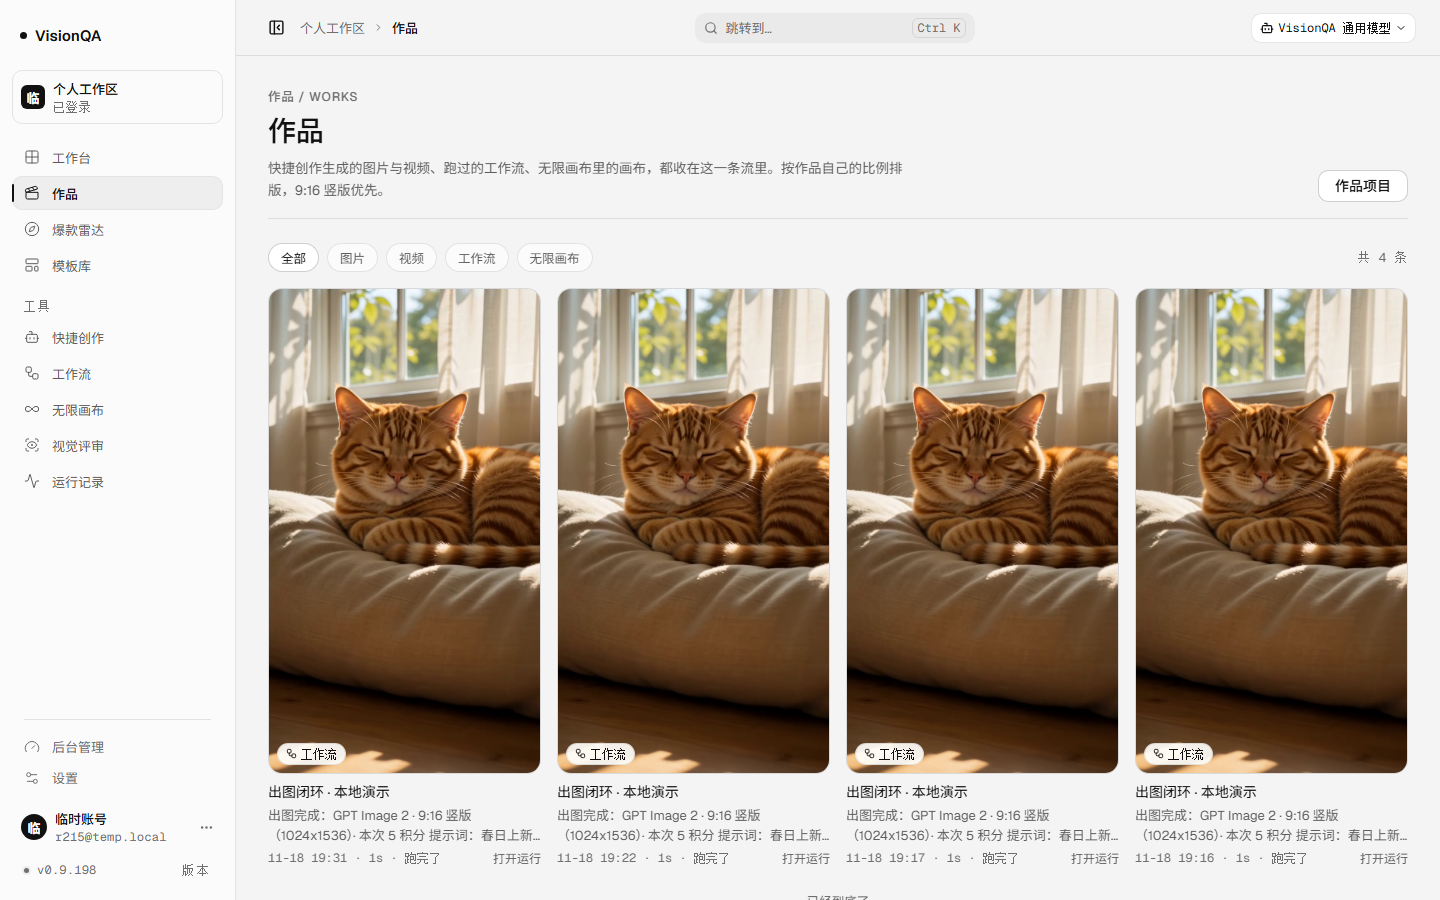 VisionQA
临
个人工作区
已登录
工作台
作品
爆款雷达
模板库
工具
快捷创作
工作流
无限画布
视觉评审
运行记录
后台管理
设置
临
临时账号
r215@temp.local
v0.9.198
版本
个人工作区
作品
跳转到…
Ctrl K
VisionQA 通用模型
作品 / WORKS
作品
快捷创作生成的图片与视频、跑过的工作流、无限画布里的画布，都收在这一条流里。按作品自己的比例排
版，9:16 竖版优先。
作品项目
全部
图片
视频
工作流
无限画布
共 4 条
工作流
出图闭环 · 本地演示
出图完成：GPT Image 2 · 9:16 竖版
（1024x1536）· 本次 5 积分 提示词：春日上新…
11-18 19:31 · 1s · 跑完了
打开运行
工作流
出图闭环 · 本地演示
出图完成：GPT Image 2 · 9:16 竖版
（1024x1536）· 本次 5 积分 提示词：春日上新…
11-18 19:22 · 1s · 跑完了
打开运行
工作流
出图闭环 · 本地演示
出图完成：GPT Image 2 · 9:16 竖版
（1024x1536）· 本次 5 积分 提示词：春日上新…
11-18 19:17 · 1s · 跑完了
打开运行
工作流
出图闭环 · 本地演示
出图完成：GPT Image 2 · 9:16 竖版
（1024x1536）· 本次 5 积分 提示词：春日上新…
11-18 19:16 · 1s · 跑完了
打开运行
已经到底了